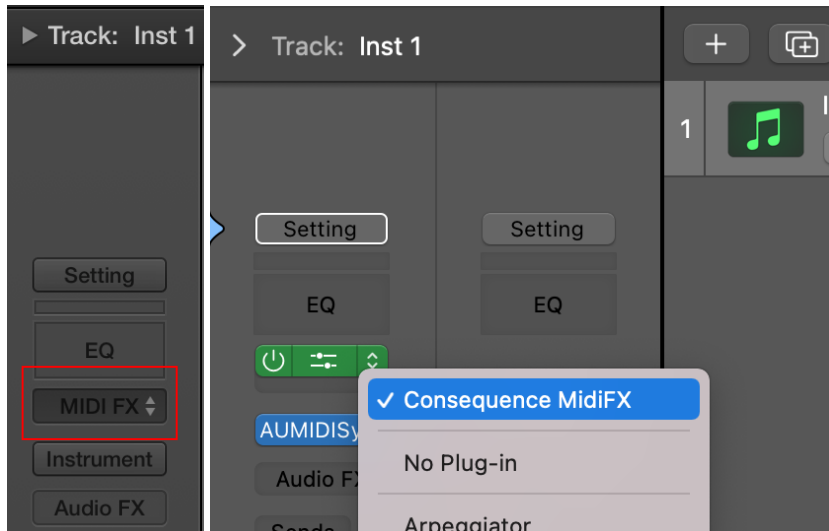 Track: Inst 1
Setting
EQ
MIDI FX
Instrument
Audio FX
Track: Inst 1
Setting
Setting
EQ
EQ
Consequence MidiFX
AUMIDISy
No Plug-in
Audio F
Arpeggiator
Sends
1